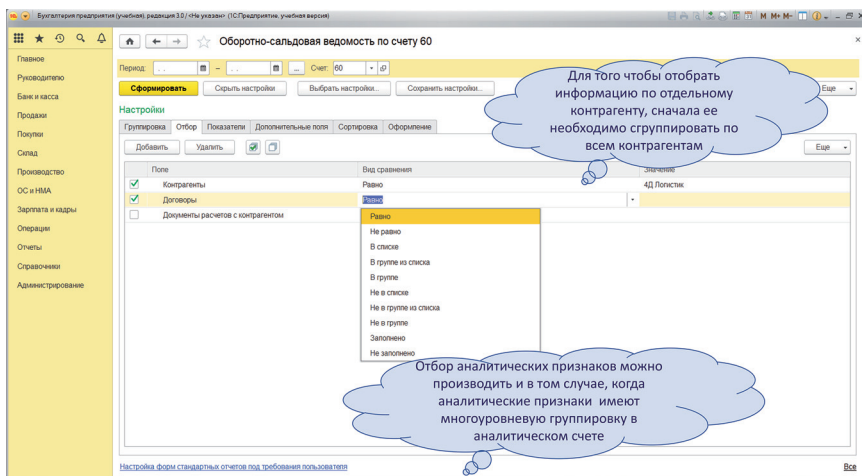 Бухгалтерия предприятия (учебная), редакция 3.0 / <Не указан> (1С:Предприятие, учебная версия)
M M+ M-
Главное
Руководителю
Банк и касса
Продажи
Покупки
Склад
Производство
ОС и НМА
Зарплата и кадры
Операции
Отчеты
Справочники
Администрирование
Оборотно-сальдовая ведомость по счету 60
Период: . . – . . ... Счет: 60
Сформировать Скрыть настройки Выбрать настройки... Сохранить настройки... Еще
Настройки
Группировка Отбор Показатели Дополнительные поля Сортировка Оформление
Добавить Удалить Еще
Поле Вид сравнения Значение
Контрагенты Равно 4Д Логистик
Договоры Равно
Документы расчетов с контрагентом
Равно
Не равно
В списке
В группе из списка
В группе
Не в списке
Не в группе из списка
Не в группе
Заполнено
Не заполнено
Для того чтобы отобрать
информацию по отдельному
контрагенту, сначала ее
необходимо сгруппировать по
всем контрагентам
Отбор аналитических признаков можно
производить и в том случае, когда
аналитические признаки имеют
многоуровневую группировку в
аналитическом счете
Настройка форм стандартных отчетов под требования пользователя
Все